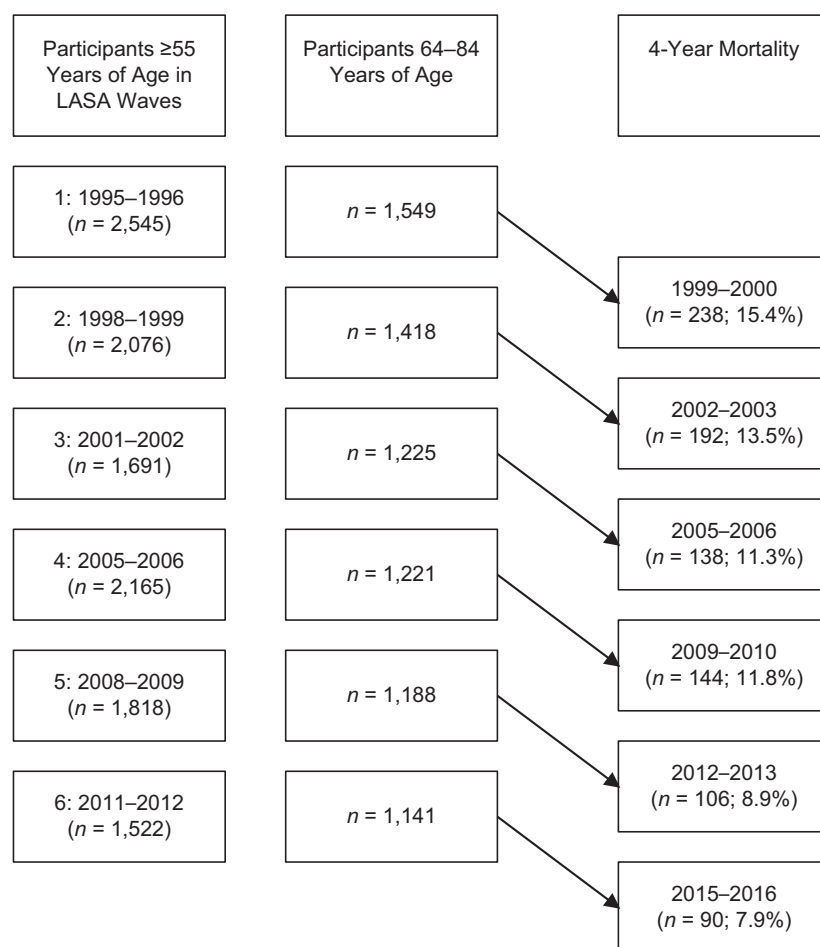 Participants ≥55
Years of Age in
LASA Waves
Participants 64–84
Years of Age
4-Year Mortality
1: 1995–1996
(n = 2,545)
n = 1,549
1999–2000
(n = 238; 15.4%)
2: 1998–1999
(n = 2,076)
n = 1,418
2002–2003
(n = 192; 13.5%)
3: 2001–2002
(n = 1,691)
n = 1,225
2005–2006
(n = 138; 11.3%)
4: 2005–2006
(n = 2,165)
n = 1,221
2009–2010
(n = 144; 11.8%)
5: 2008–2009
(n = 1,818)
n = 1,188
2012–2013
(n = 106; 8.9%)
6: 2011–2012
(n = 1,522)
n = 1,141
2015–2016
(n = 90; 7.9%)